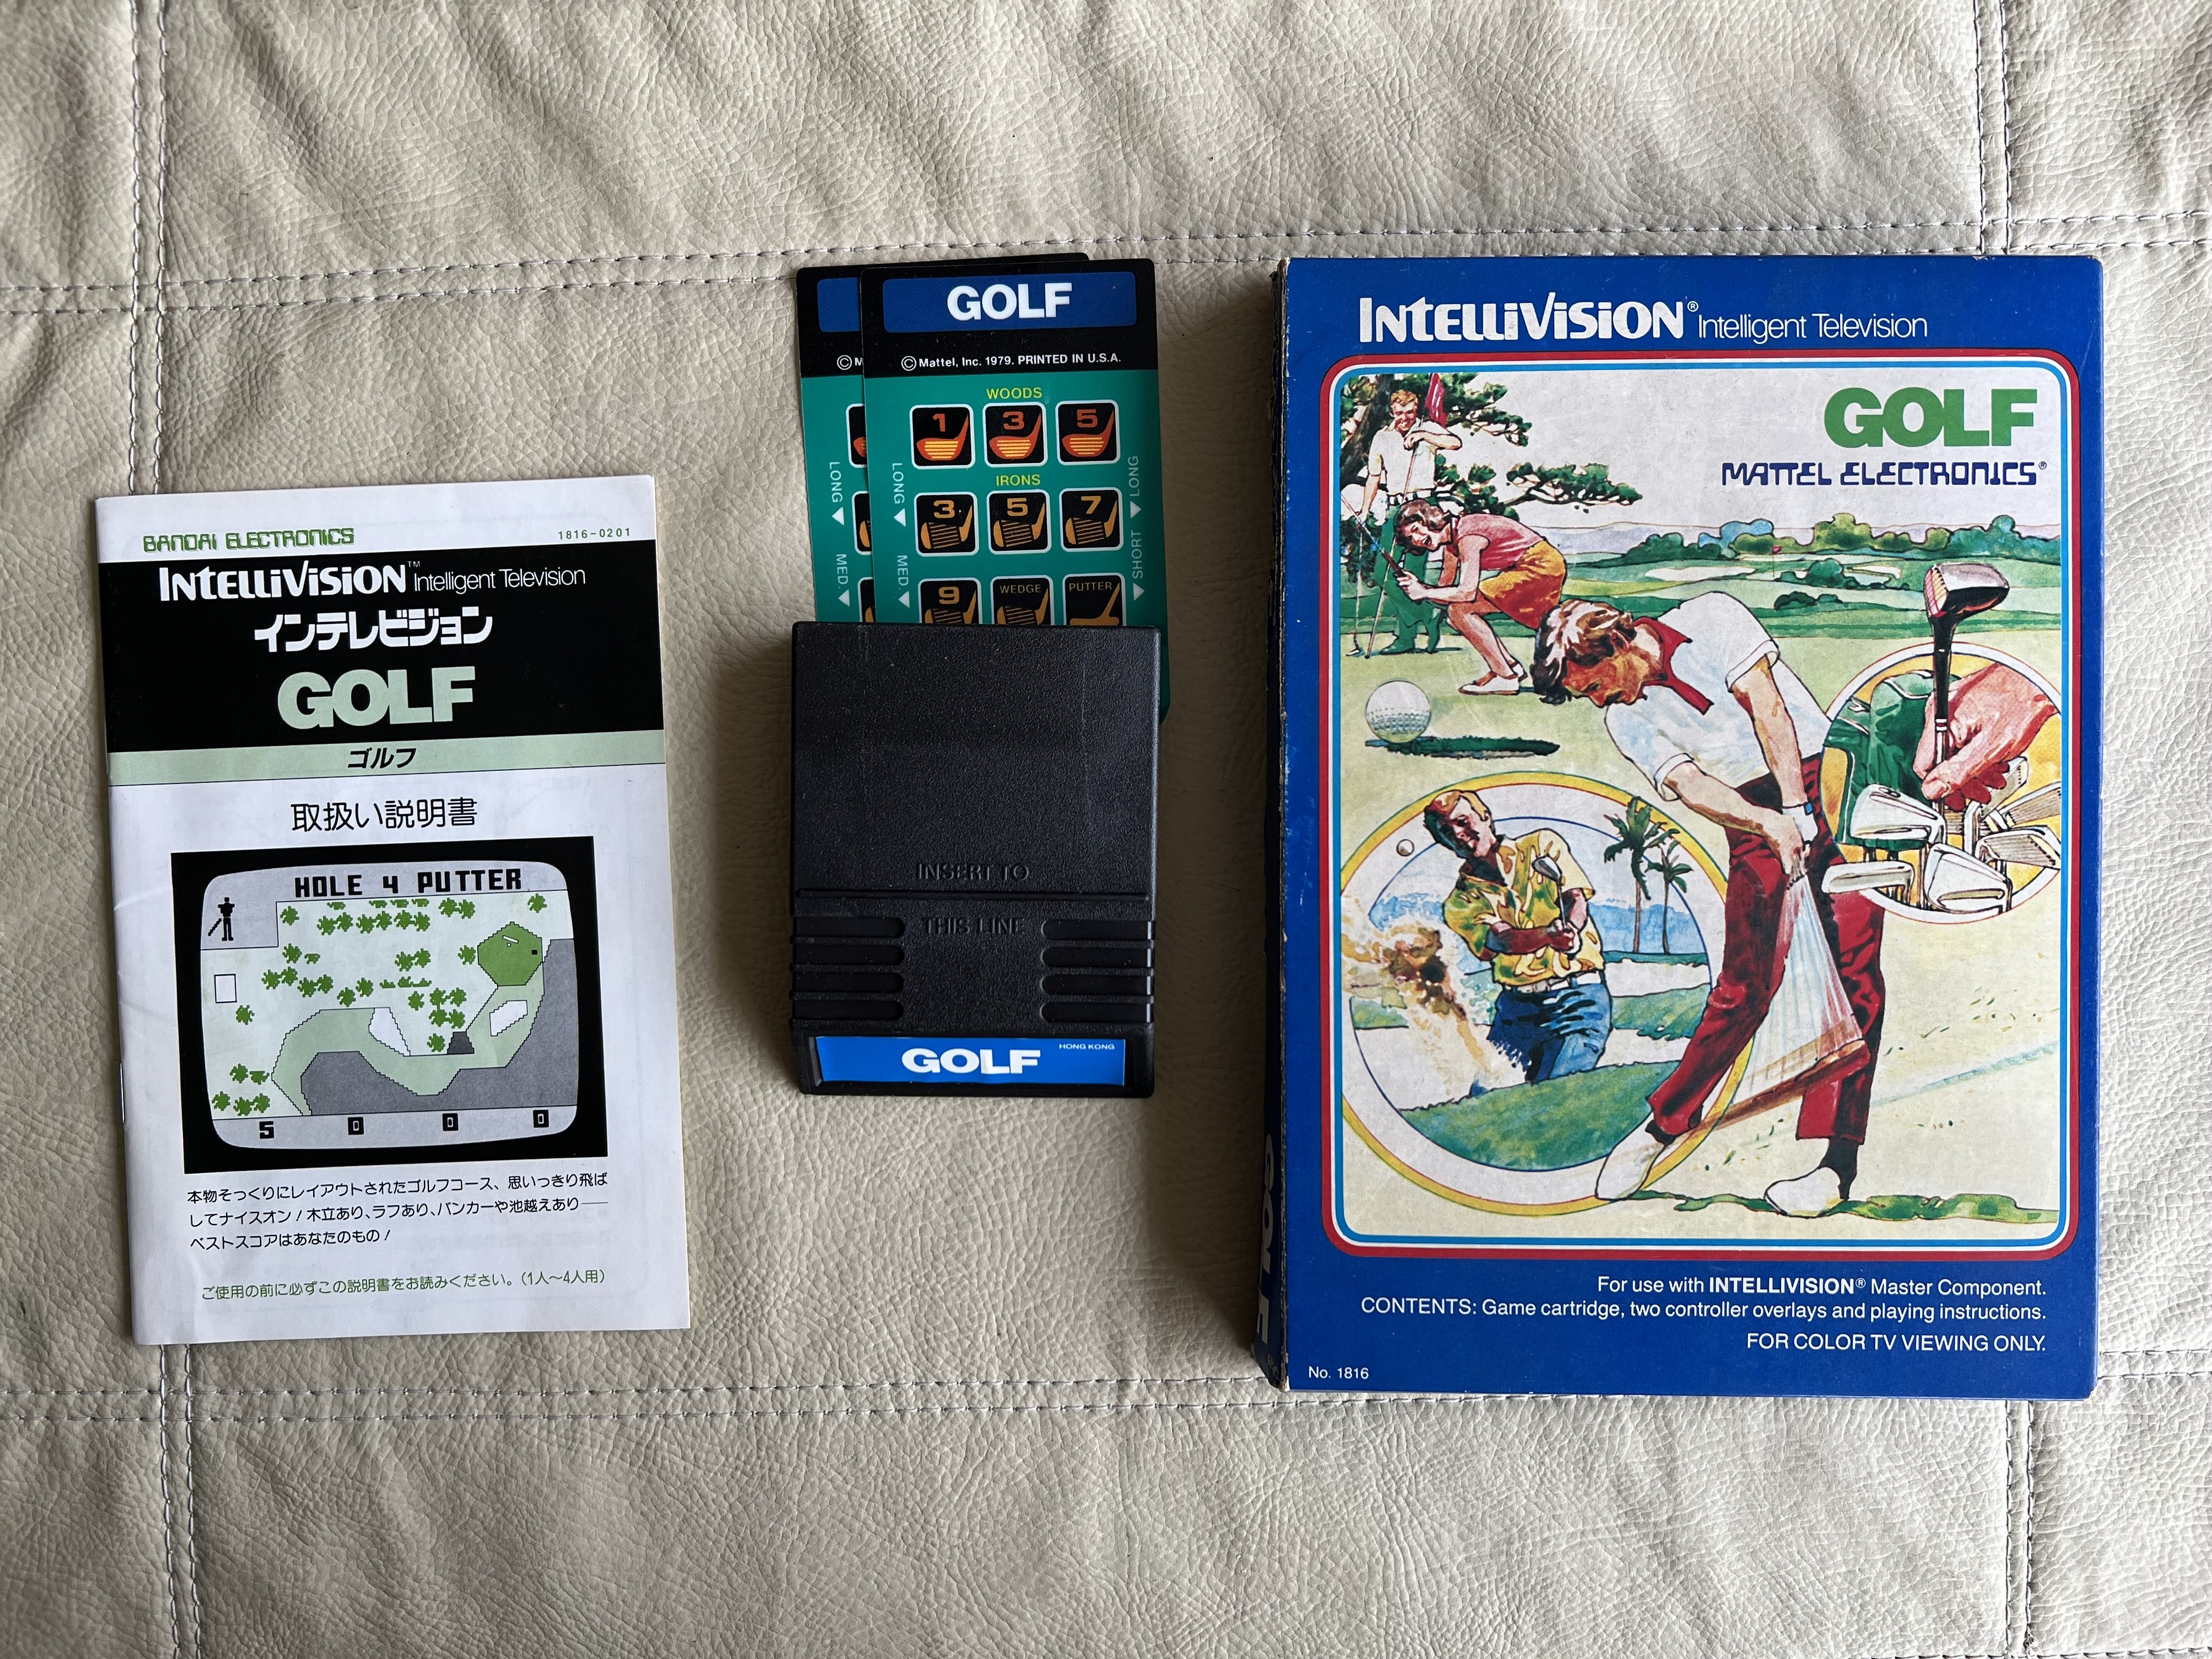 BANDAI ELECTRONICS
1816-0201
INTELLIVISION™ Intelligent Television
インテレビジョン
GOLF
ゴルフ
取扱い説明書
HOLE 4 PUTTER
5 0 0 0
本物そっくりにレイアウトされたゴルフコース、思いっきり飛ば
してナイスオン！木立あり、ラフあり、バンカーや池越えあり――
ベストスコアはあなたのもの！
ご使用の前に必ずこの説明書をお読みください。(1人〜4人用)
© M
LONG
MED
GOLF
© Mattel, Inc. 1979. PRINTED IN U.S.A.
WOODS
1 3 5
IRONS
3 5 7
9 WEDGE PUTTER
LONG
MED
LONG
SHORT
INSERT TO
THIS LINE
GOLF
HONG KONG
INTELLIVISION® Intelligent Television
GOLF
MATTEL ELECTRONICS®
For use with INTELLIVISION® Master Component.
CONTENTS: Game cartridge, two controller overlays and playing instructions.
FOR COLOR TV VIEWING ONLY.
No. 1816
GOLF